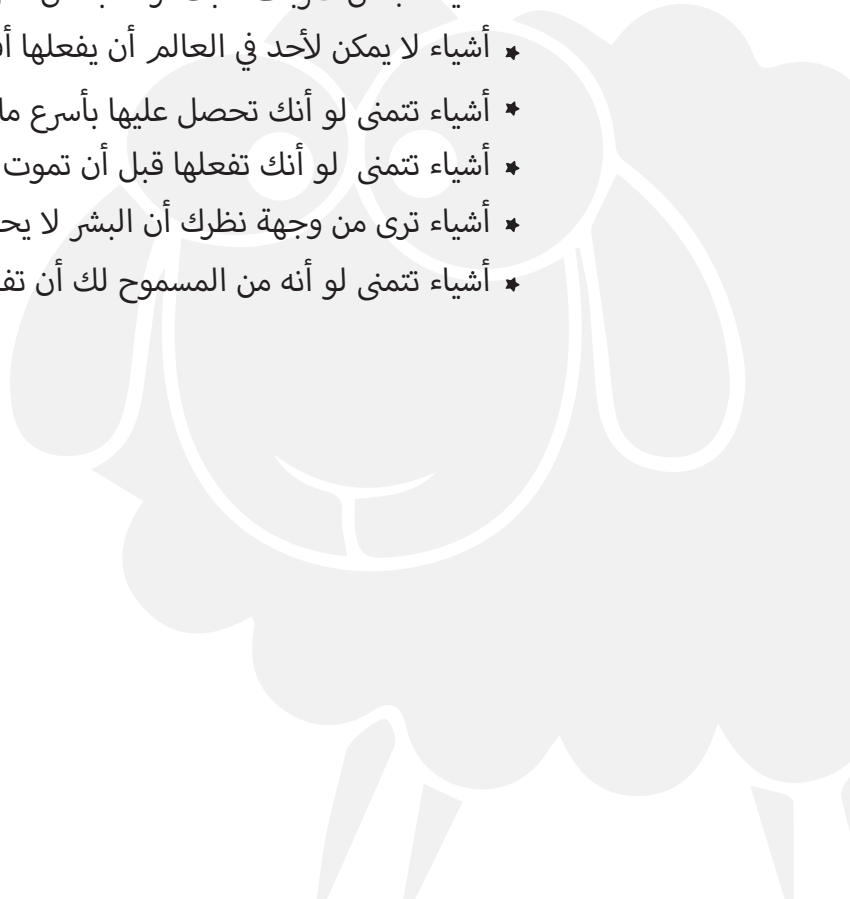 ★ أشياء لا يمكن لأحد في العالم أن يفعلها
★ أشياء تتمنى لو أنك تحصل عليها بأسرع ما
★ أشياء تتمنى لو أنك تفعلها قبل أن تموت
★ أشياء ترى من وجهة نظرك أن البشر لا
★ أشياء تتمنى لو أنه من المسموح لك أن